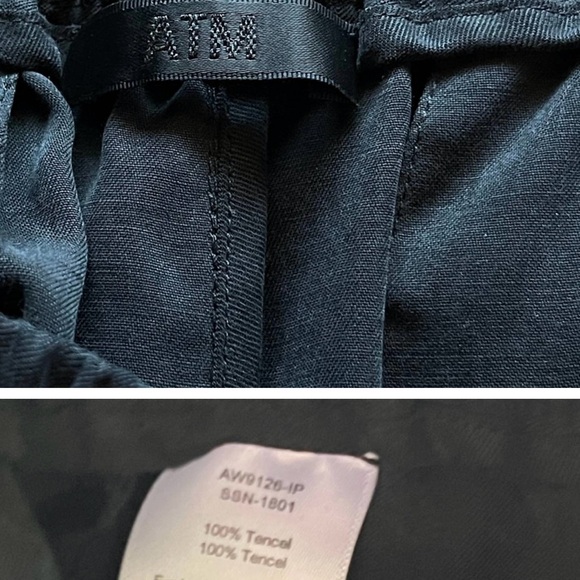 ATM
AW9126-IP
SSN-1801
100% Tencel
100% Tencel